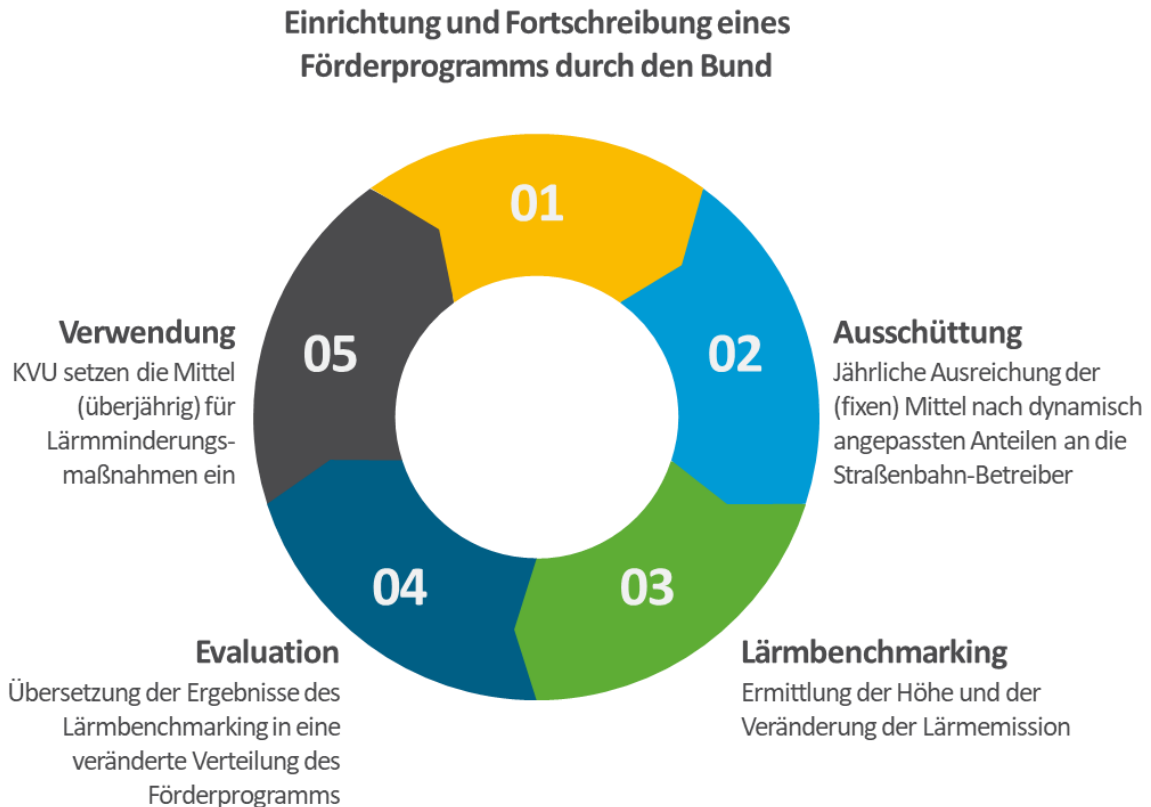 Einrichtung und Fortschreibung eines
Förderprogramms durch den Bund
01
02
Ausschüttung
Jährliche Ausreichung der
(fixen) Mittel nach dynamisch
angepassten Anteilen an die
Straßenbahn-Betreiber
03
Lärmbenchmarking
Ermittlung der Höhe und der
Veränderung der Lärmemission
04
Evaluation
Übersetzung der Ergebnisse des
Lärmbenchmarking in eine
veränderte Verteilung des
Förderprogramms
05
Verwendung
KVU setzen die Mittel
(überjährig) für
Lärmminderungs-
maßnahmen ein